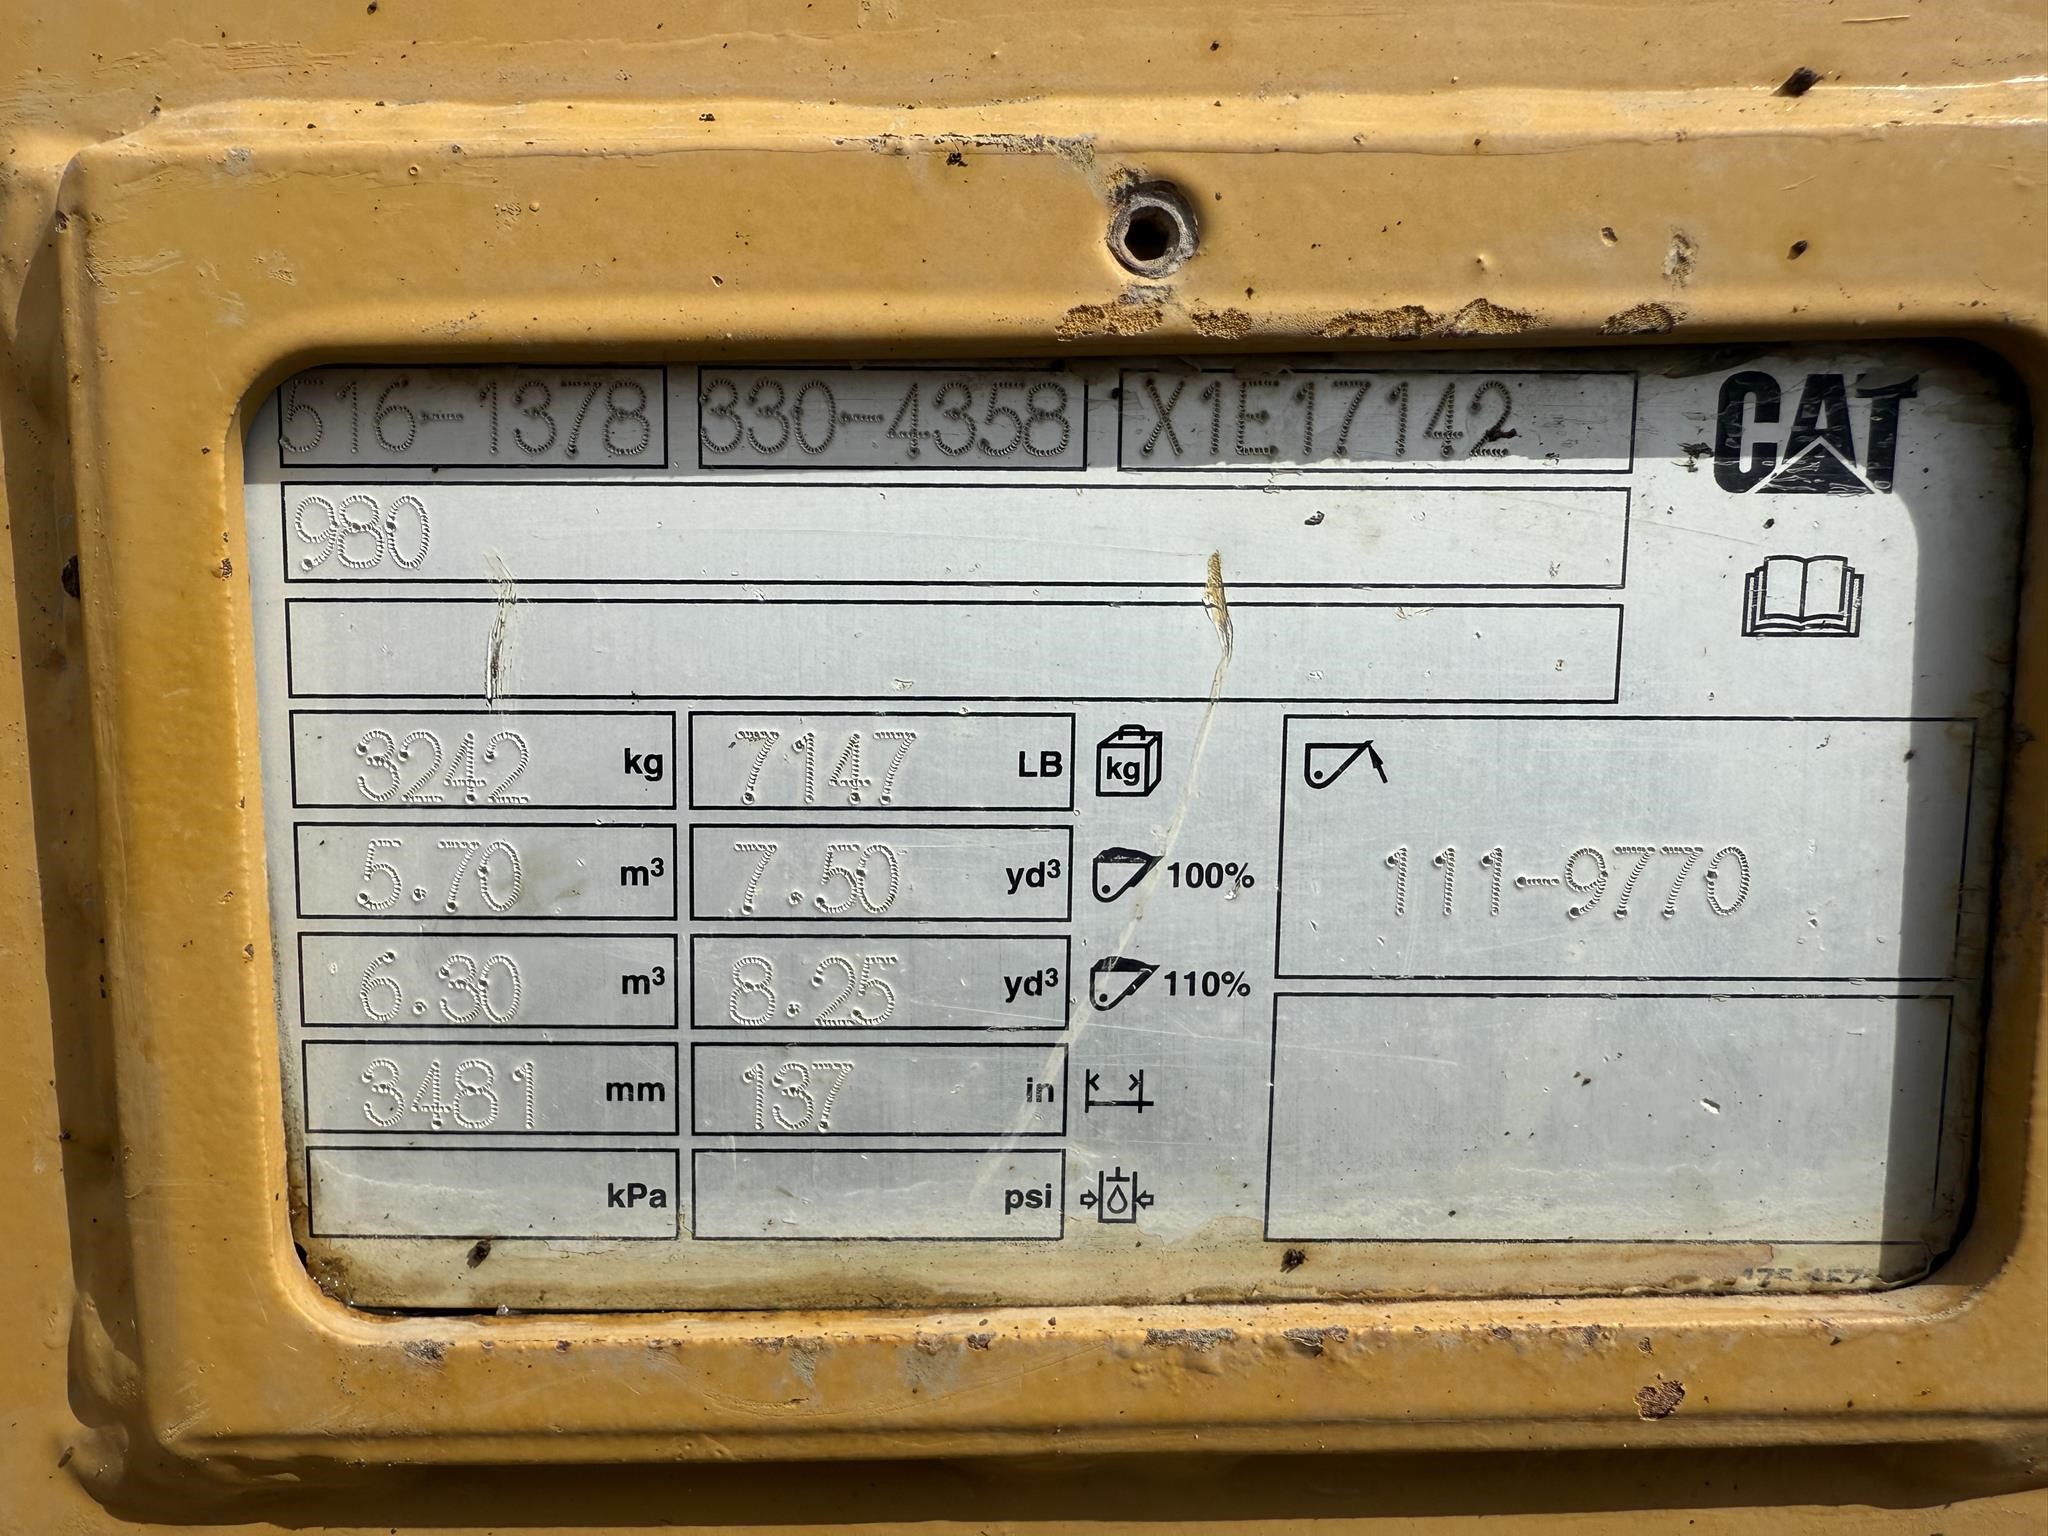 516-1378 330-4358 X1E17142 CAT
980
3242 kg 7147 LB kg
5.70 m³ 7.50 yd³ 100%
111-9770
6.30 m³ 8.25 yd³ 110%
3481 mm 137 in
kPa psi